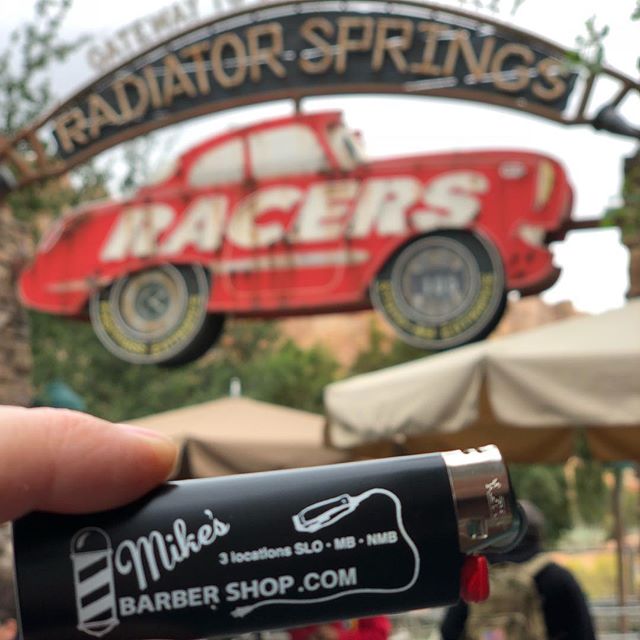 GATEWAY TO
RADIATOR SPRINGS
RACERS
Mike's
3 locations SLO · MB · NMB
BARBER SHOP.COM